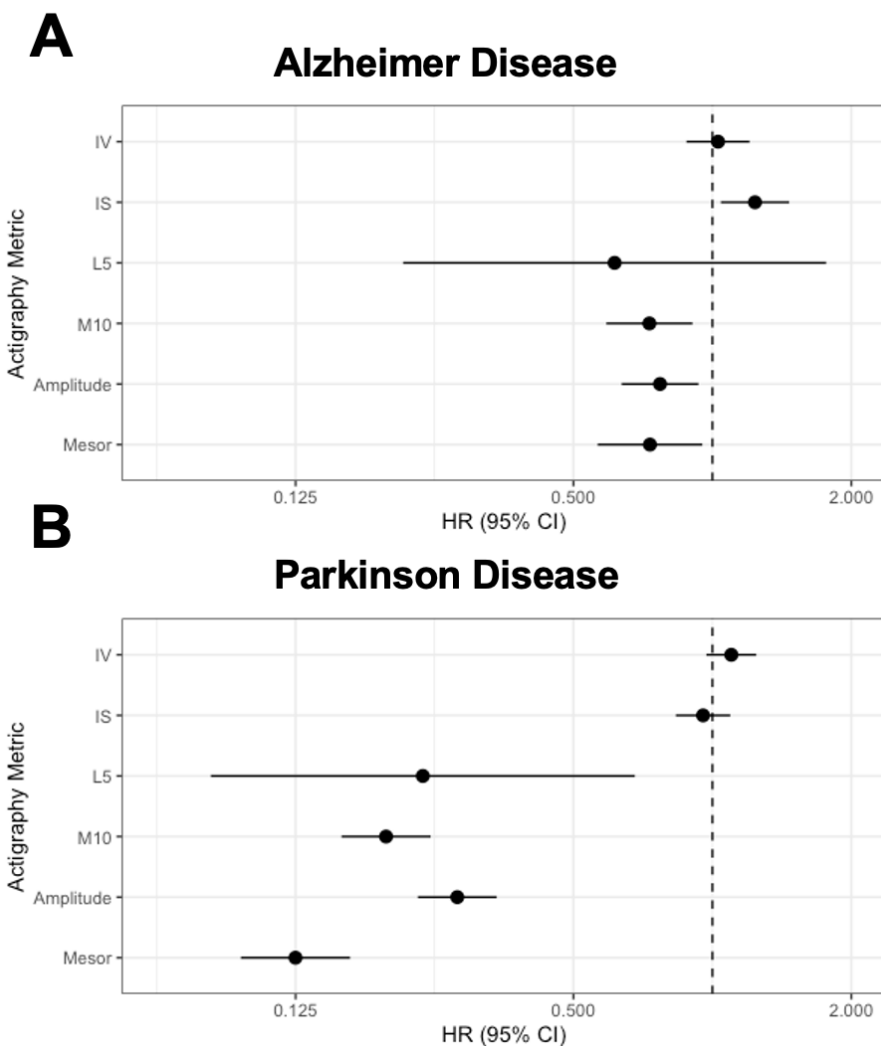 A
Alzheimer Disease
Actigraphy Metric
IV
IS
L5
M10
Amplitude
Mesor
0.125
0.500
2.000
HR (95% CI)
B
Parkinson Disease
Actigraphy Metric
IV
IS
L5
M10
Amplitude
Mesor
0.125
0.500
2.000
HR (95% CI)